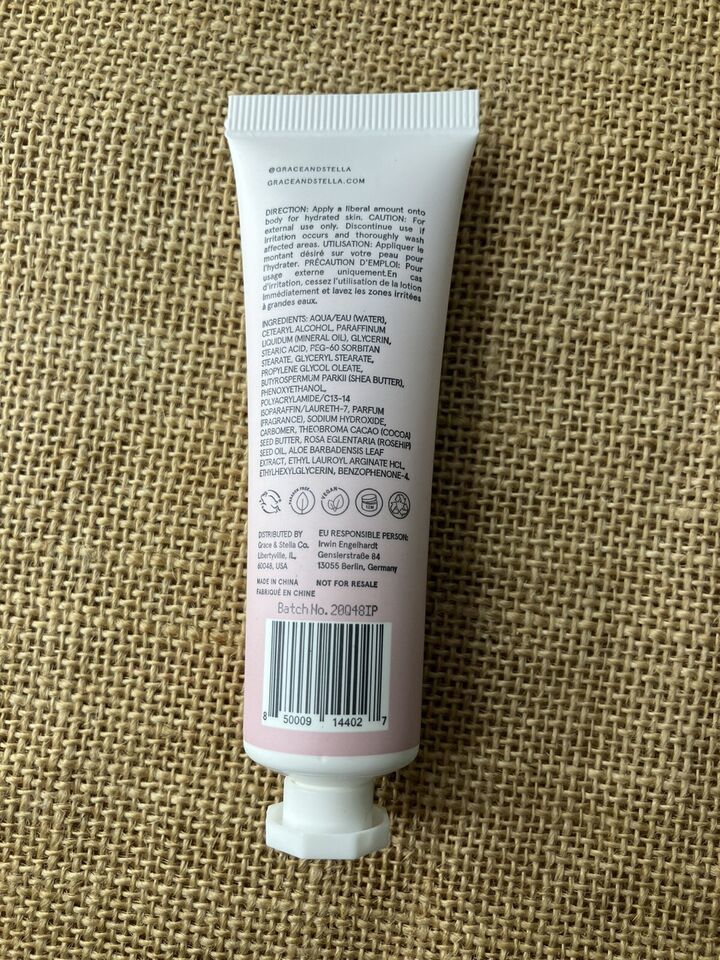 @GRACEANDSTELLA
GRACEANDSTELLA.COM
DIRECTION: Apply a liberal amount onto
body for hydrated skin. CAUTION: For
external use only. Discontinue use if
irritation occurs and thoroughly wash
affected areas. UTILISATION: Appliquer le
montant désiré sur votre peau pour
l'hydrater. PRÉCAUTION D'EMPLOI: Pour
usage externe uniquement.En cas
d'irritation, cessez l'utilisation de la lotion
immédiatement et lavez les zones irritées
à grandes eaux.
INGREDIENTS: AQUA/EAU (WATER),
CETEARYL ALCOHOL, PARAFFINUM
LIQUIDUM (MINERAL OIL), GLYCERIN,
STEARIC ACID, PEG-60 SORBITAN
STEARATE, GLYCERYL STEARATE,
PROPYLENE GLYCOL OLEATE,
BUTYROSPERMUM PARKII (SHEA BUTTER),
PHENOXYETHANOL,
POLYACRYLAMIDE/C13-14
ISOPARAFFIN/LAURETH-7, PARFUM
(FRAGRANCE), SODIUM HYDROXIDE,
CARBOMER, THEOBROMA CACAO (COCOA)
SEED BUTTER, ROSA EGLENTARIA (ROSEHIP)
SEED OIL, ALOE BARBADENSIS LEAF
EXTRACT, ETHYL LAUROYL ARGINATE HCL,
ETHYLHEXYLGLYCERIN, BENZOPHENONE-4.
VEGAN
12M
DISTRIBUTED BY
Grace & Stella Co.
Libertyville, IL,
60048, USA
EU RESPONSIBLE PERSON:
Irwin Engelhardt
Genslerstraße 84
13055 Berlin, Germany
MADE IN CHINA
FABRIQUÉ EN CHINE
NOT FOR RESALE
Batch No. 20Q48IP
8 50009 14402 7